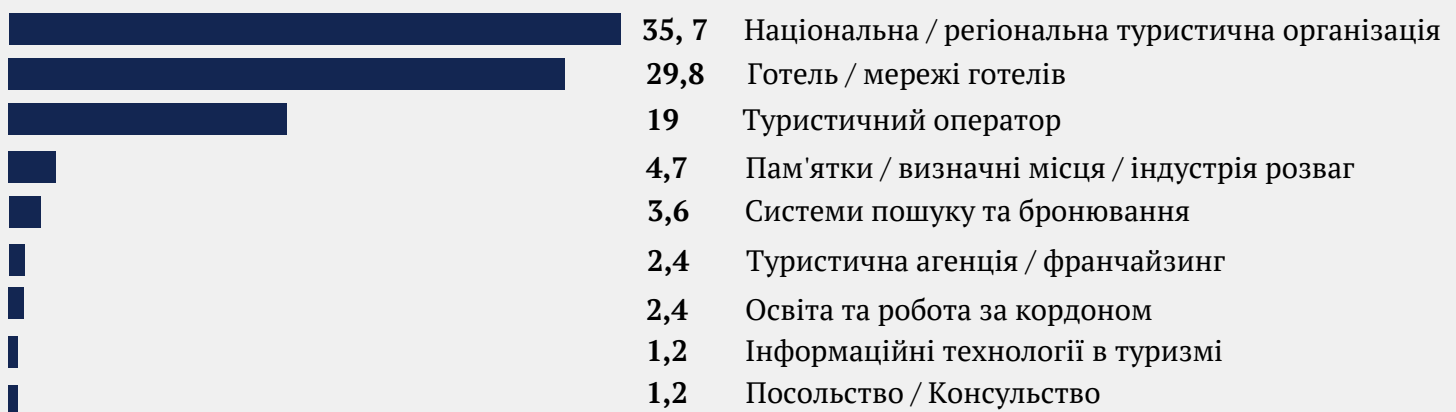 35, 7 Національна / регіональна туристична організація
29,8 Готель / мережі готелів
19 Туристичний оператор
4,7 Пам'ятки / визначні місця / індустрія розваг
3,6 Системи пошуку та бронювання
2,4 Туристична агенція / франчайзинг
2,4 Освіта та робота за кордоном
1,2 Інформаційні технології в туризмі
1,2 Посольство / Консульство